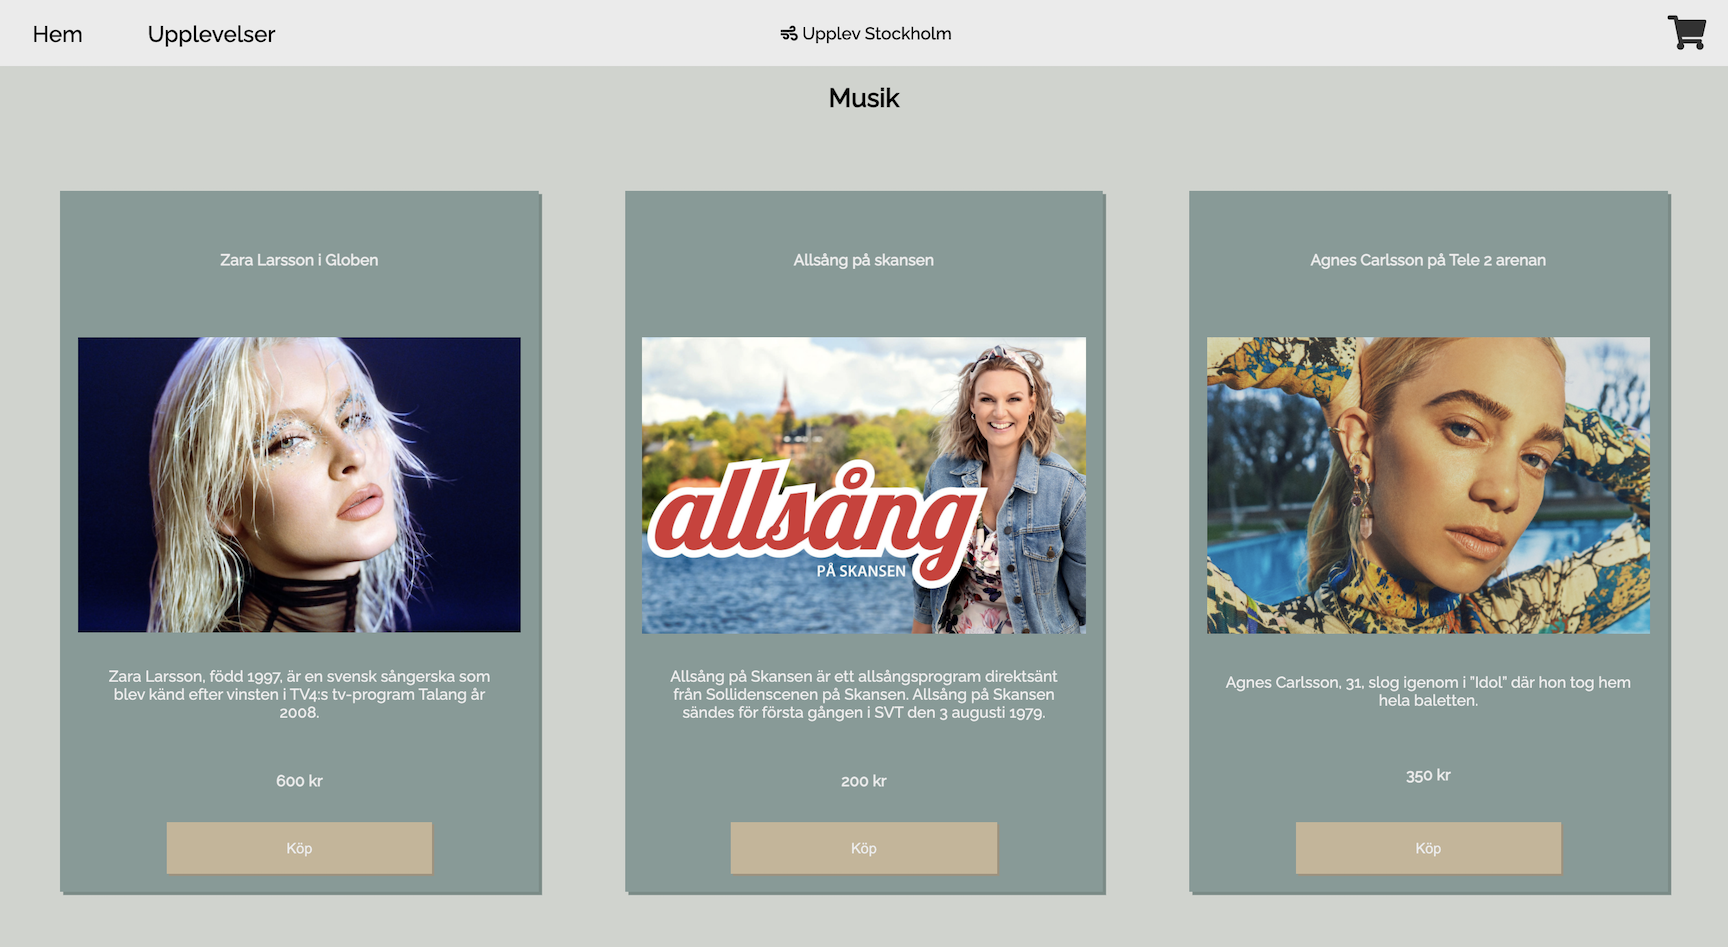 Hem
Upplevelser
Upplev Stockholm
Musik
Zara Larsson i Globen
Zara Larsson, född 1997, är en svensk sångerska som
blev känd efter vinsten i TV4:s tv-program Talang år
2008.
600 kr
Köp
Allsång på skansen
allsång
PÅ SKANSEN
Allsång på Skansen är ett allsångsprogram direktsänt
från Sollidenscenen på Skansen. Allsång på Skansen
sändes för första gången i SVT den 3 augusti 1979.
200 kr
Köp
Agnes Carlsson på Tele 2 arenan
Agnes Carlsson, 31, slog igenom i ”Idol” där hon tog hem
hela baletten.
350 kr
Köp